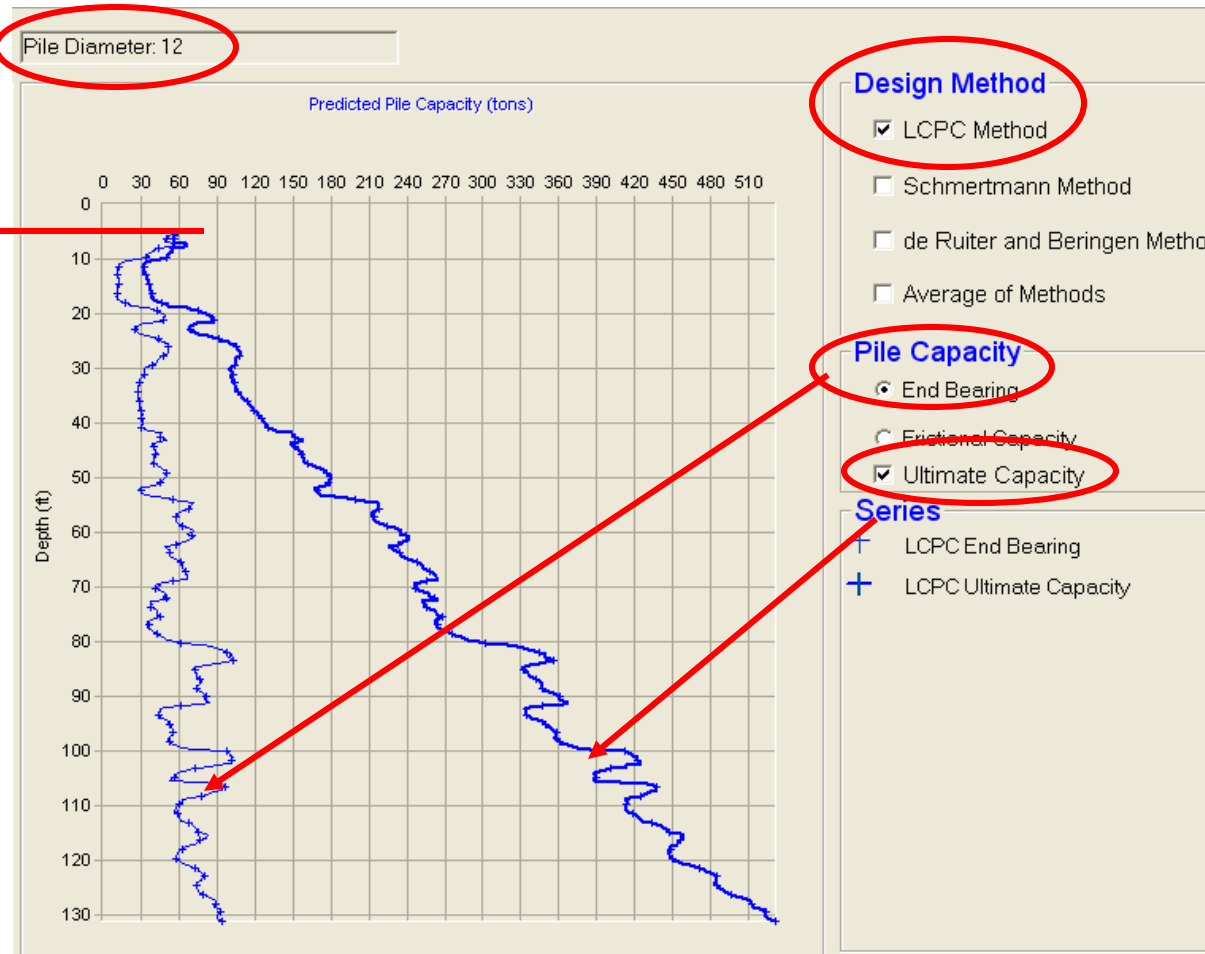 Pile Diameter: 12
Predicted Pile Capacity (tons)
0 30 60 90 120 150 180 210 240 270 300 330 360 390 420 450 480 510
0
10
20
30
40
50
60
70
80
90
100
110
120
130
Depth (ft)
Design Method
LCPC Method
Schmertmann Method
de Ruiter and Beringen Metho
Average of Methods
Pile Capacity
End Bearing
Frictional Capacity
Ultimate Capacity
Series
LCPC End Bearing
LCPC Ultimate Capacity